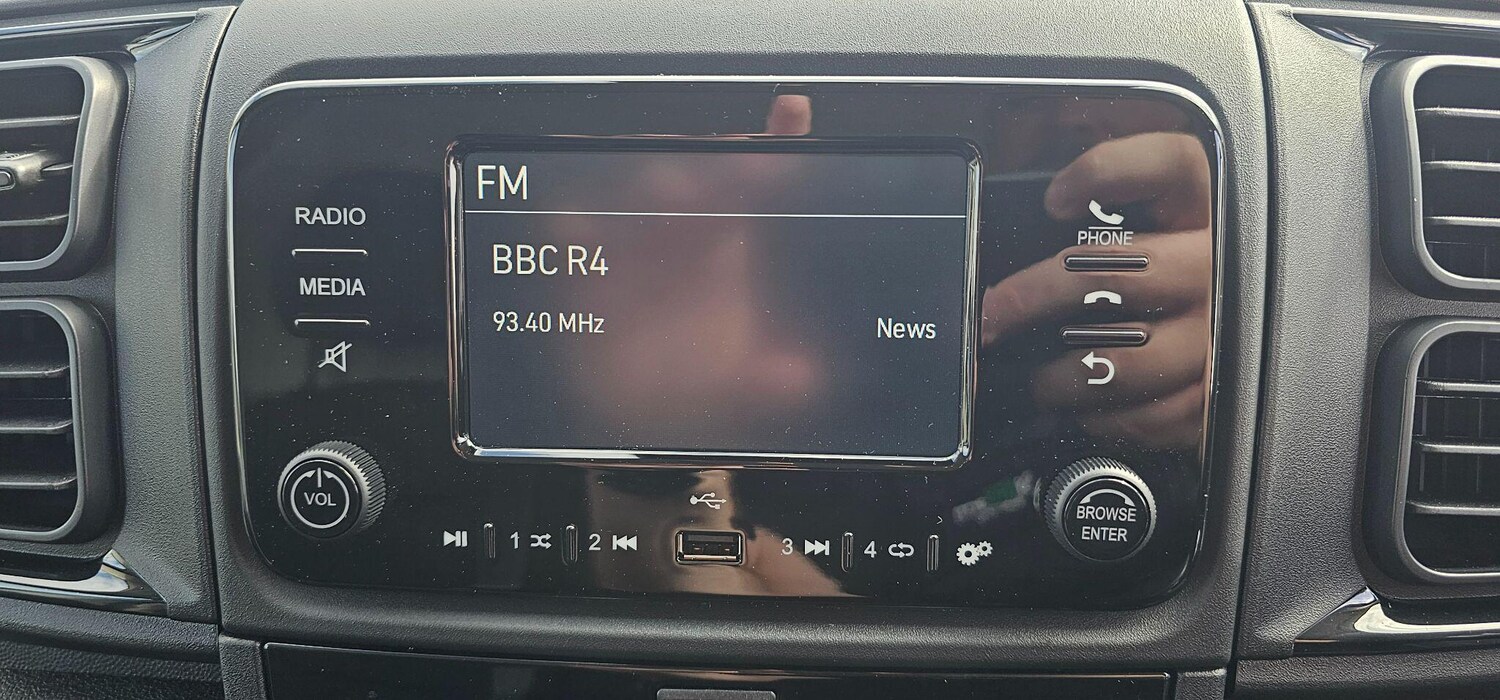 FM
RADIO
BBC R4
PHONE
MEDIA
93.40 MHz
News
VOL
BROWSE
ENTER
1
2
3
4